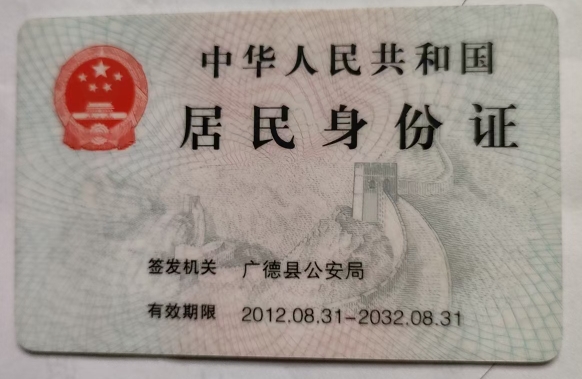 中华人民共和国
居民身份证
签发机关 广德县公安局
有效期限 2012.08.31-2032.08.31